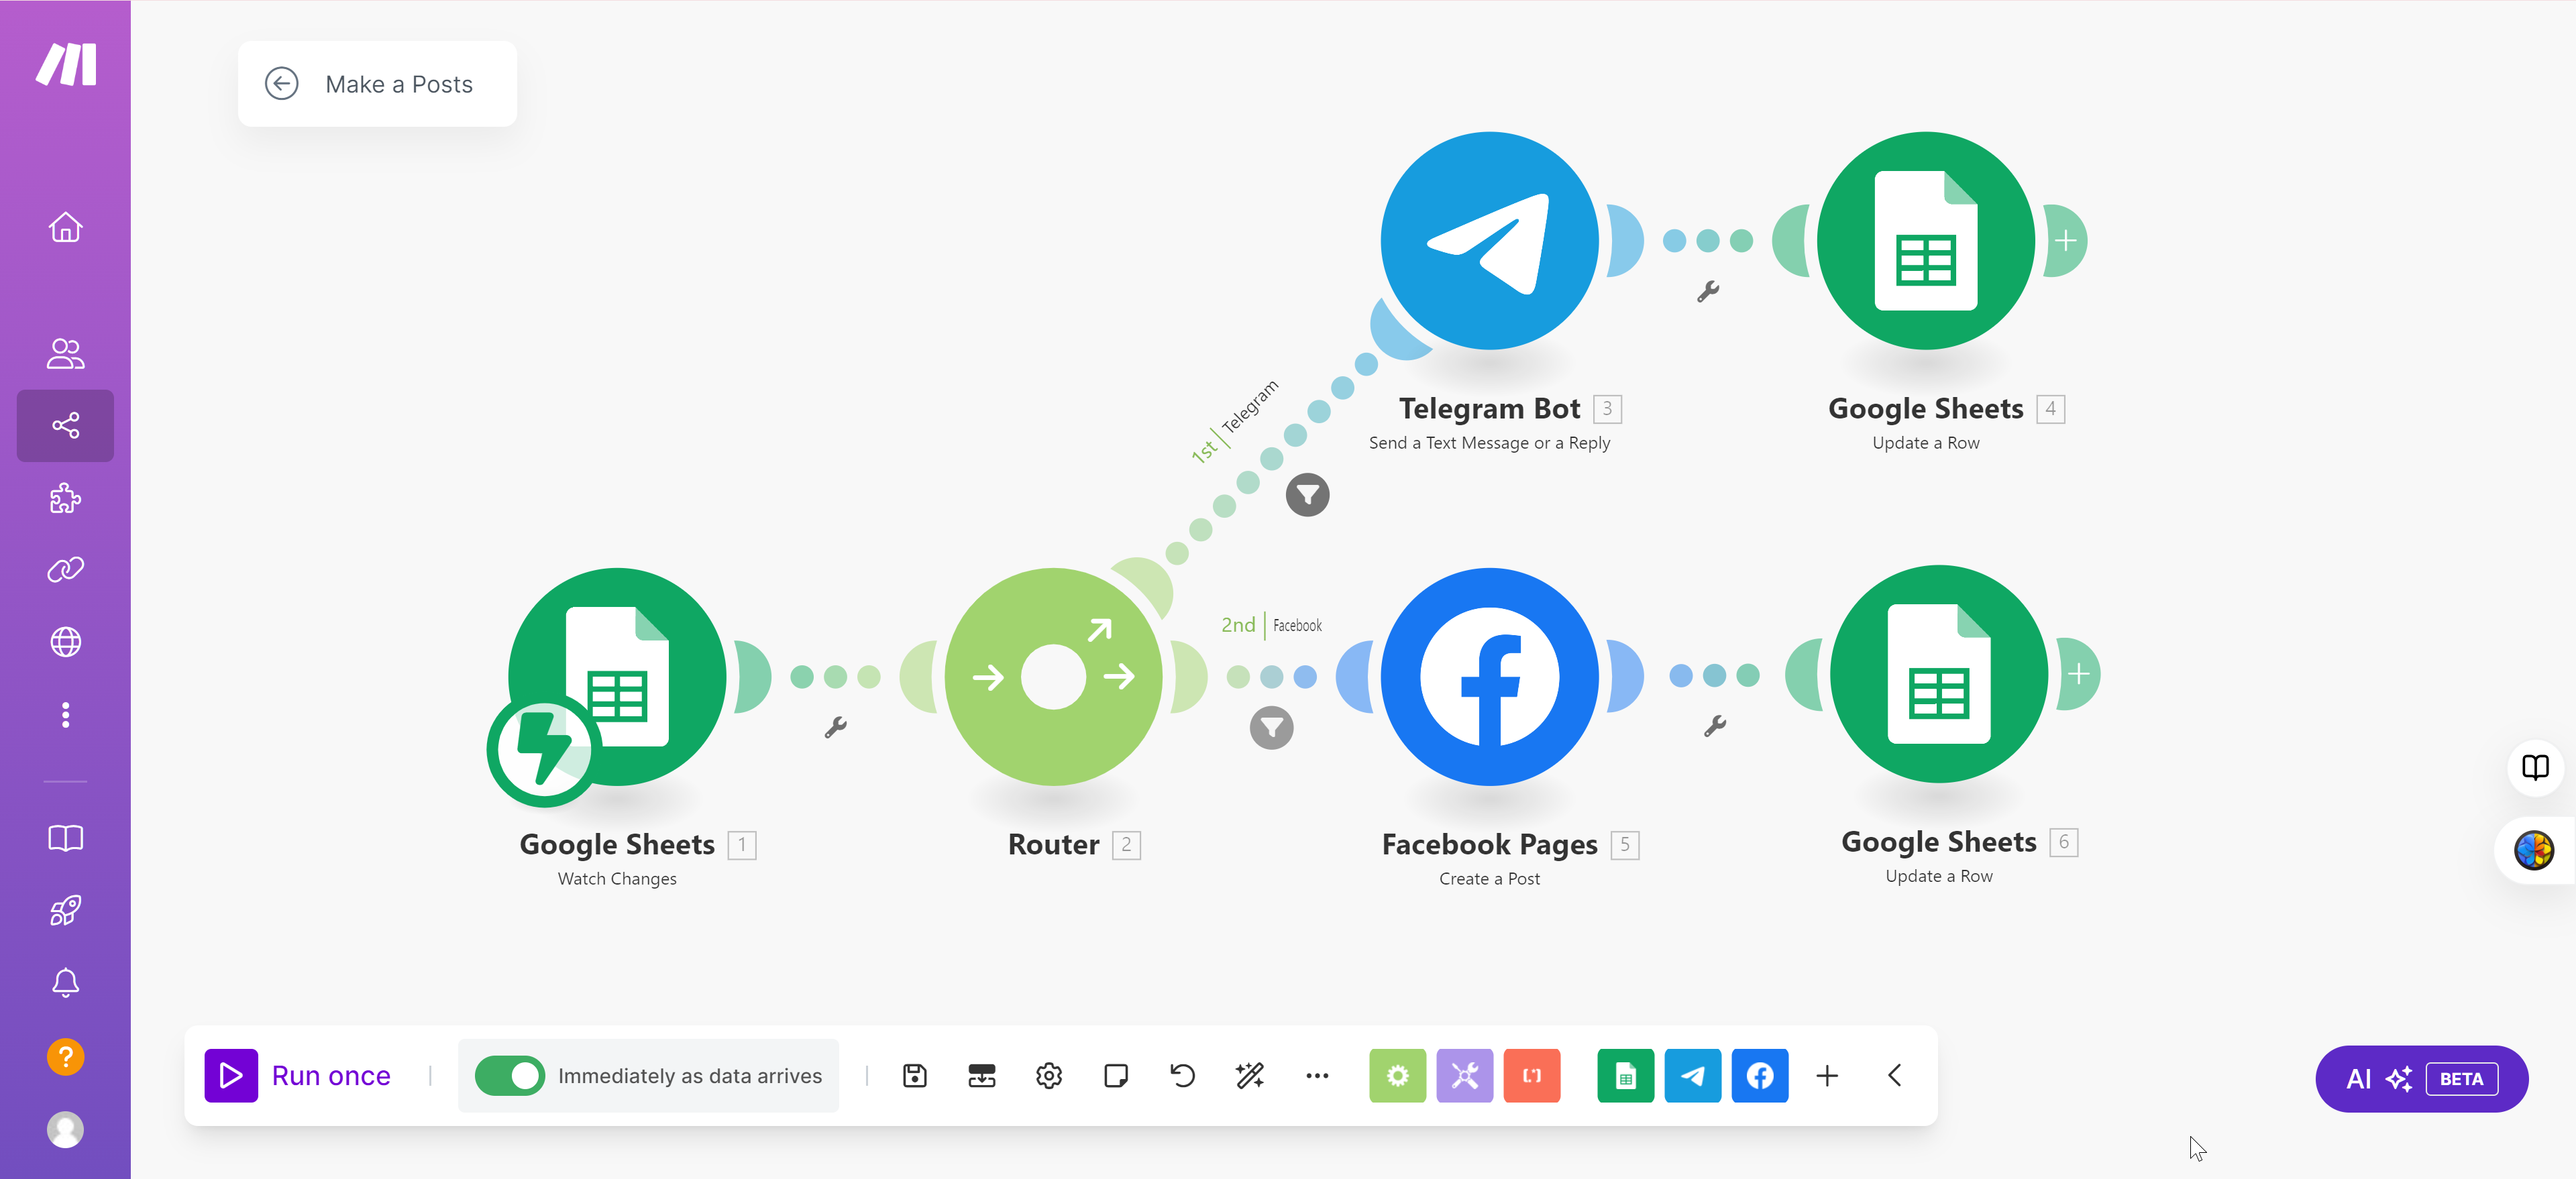 Make a Posts
1st | Telegram
Telegram Bot 3
Send a Text Message or a Reply
Google Sheets 4
Update a Row
2nd | Facebook
Google Sheets 1
Watch Changes
Router 2
Facebook Pages 5
Create a Post
Google Sheets 6
Update a Row
?
Run once
Immediately as data arrives
AI BETA